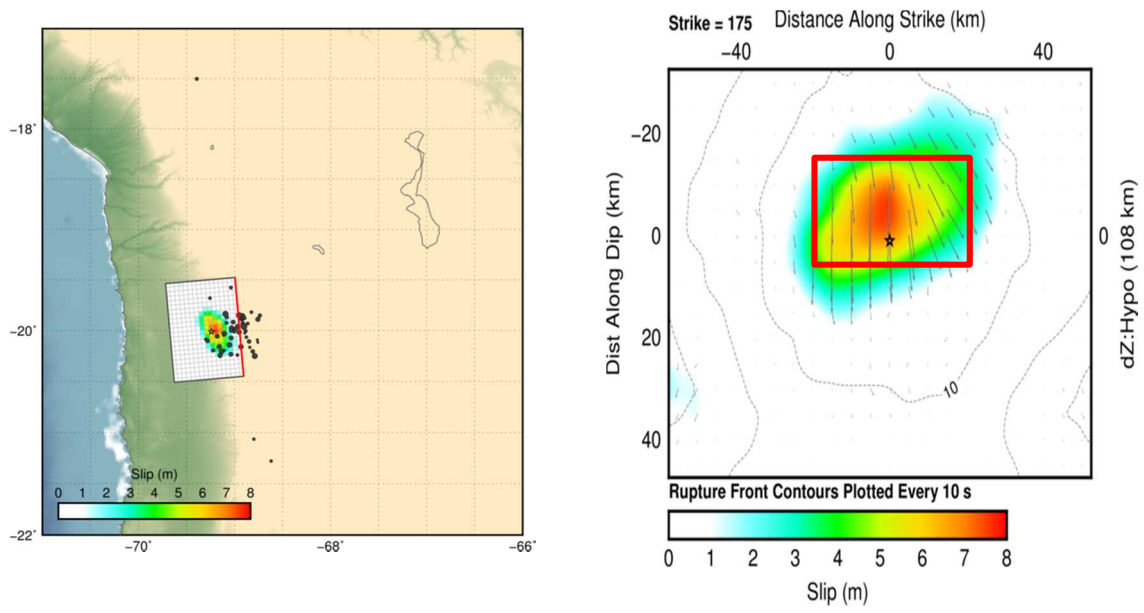 −18˚
−20˚
−22˚
−70˚
−68˚
−66˚
Slip (m)
0 1 2 3 4 5 6 7 8
Strike = 175
Distance Along Strike (km)
−40 0 40
Dist Along Dip (km)
−20
0
20
40
0
dZ:Hypo (108 km)
10
Rupture Front Contours Plotted Every 10 s
0 1 2 3 4 5 6 7 8
Slip (m)